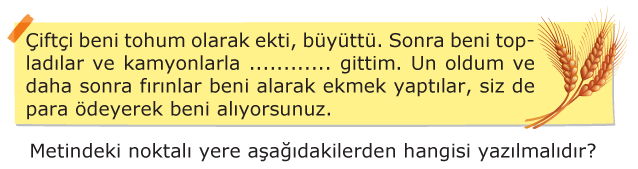 Çiftçi beni tohum olarak ekti, büyüttü. Sonra beni top-
ladılar ve kamyonlarla ............ gittim. Un oldum ve
daha sonra fırınlar beni alarak ekmek yaptılar, siz de
para ödeyerek beni alıyorsunuz.
Metindeki noktalı yere aşağıdakilerden hangisi yazılmalıdır?